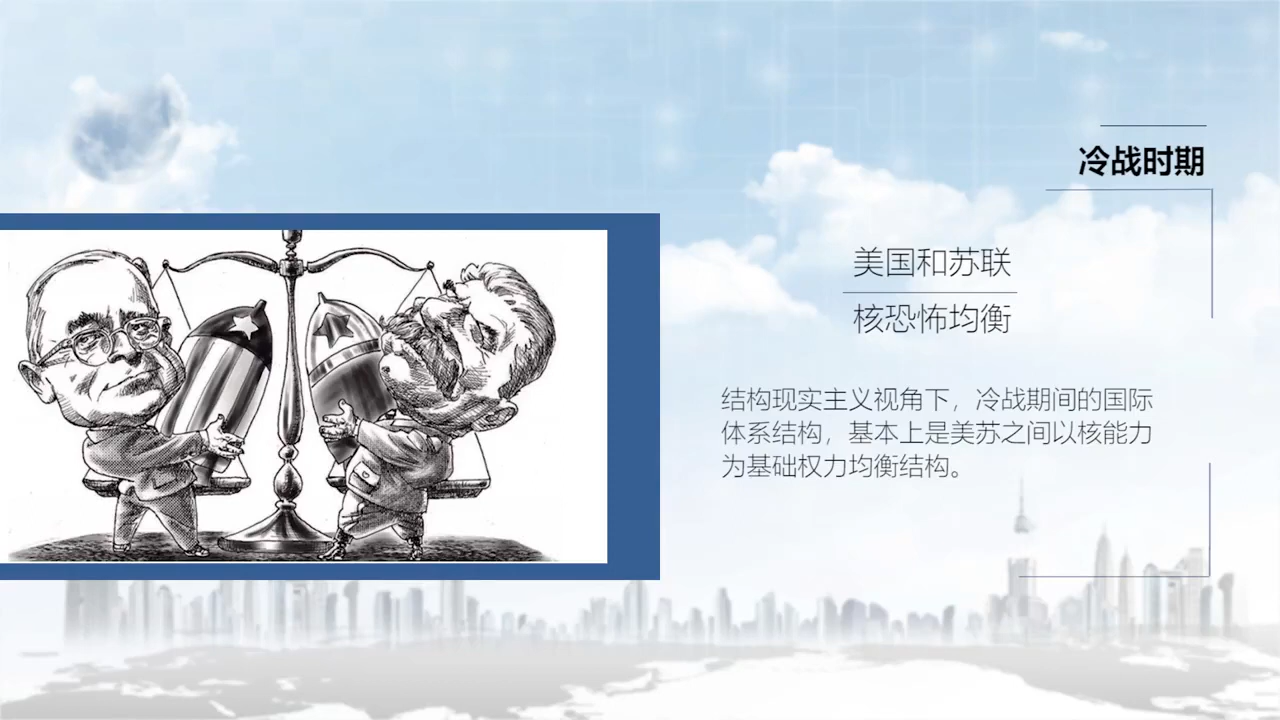 冷战时期
美国和苏联
核恐怖均衡
结构现实主义视角下，冷战期间的国际
体系结构，基本上是美苏之间以核能力
为基础权力均衡结构。